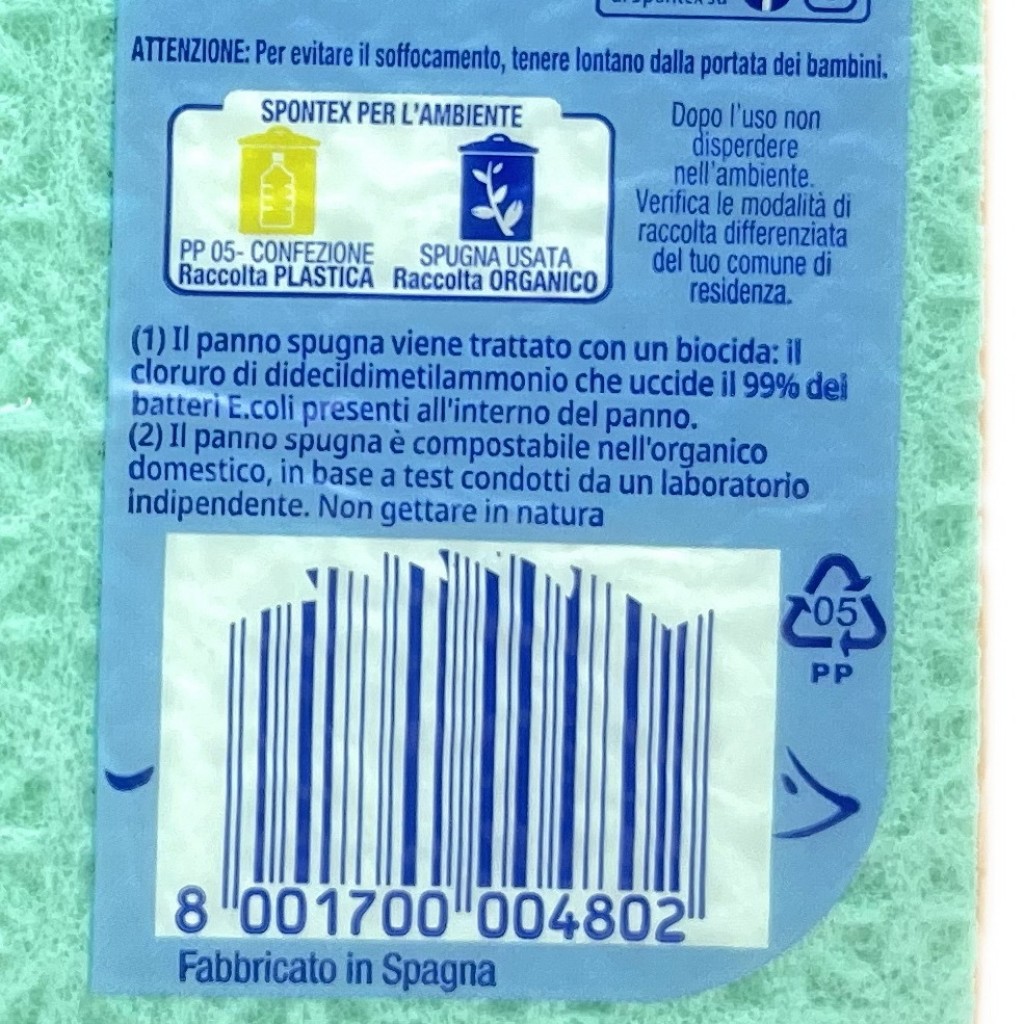 ATTENZIONE: Per evitare il soffocamento, tenere lontano dalla portata dei bambini.
SPONTEX PER L'AMBIENTE
PP 05- CONFEZIONE
Raccolta PLASTICA
SPUGNA USATA
Raccolta ORGANICO
Dopo l'uso non
disperdere
nell'ambiente.
Verifica le modalità di
raccolta differenziata
del tuo comune di
residenza.
(1) Il panno spugna viene trattato con un biocida: il
cloruro di didecildimetilammonio che uccide il 99% dei
batteri E.coli presenti all'interno del panno.
(2) Il panno spugna è compostabile nell'organico
domestico, in base a test condotti da un laboratorio
indipendente. Non gettare in natura
05
PP
8 001700 004802
Fabbricato in Spagna